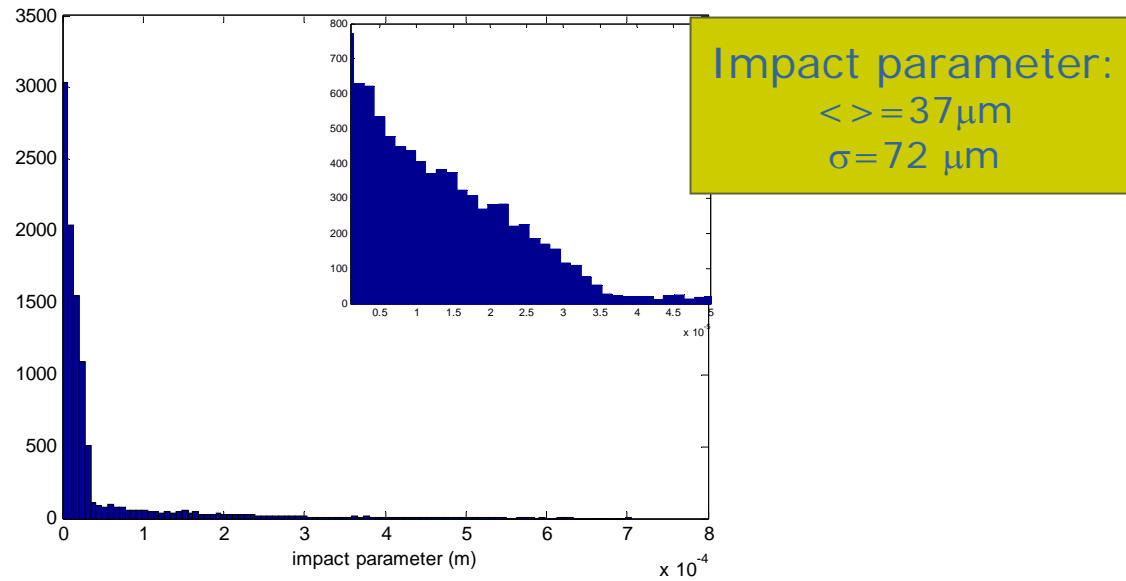 3500
3000
2500
2000
1500
1000
500
0
0 1 2 3 4 5 6 7 8
impact parameter (m)
x 10⁻⁴
800
700
600
500
400
300
200
100
0
0.5 1 1.5 2 2.5 3 3.5 4 4.5 5
x 10⁻⁵
Impact parameter:
< >=37μm
σ=72 μm